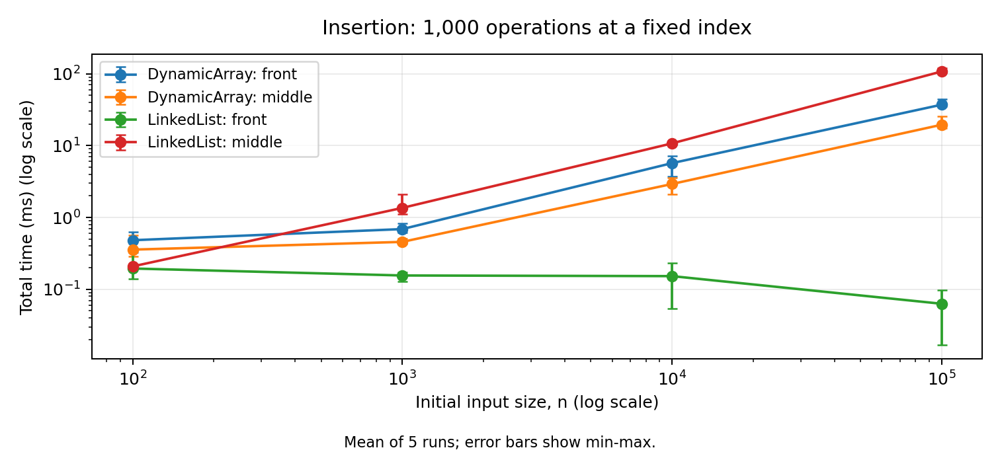 Insertion: 1,000 operations at a fixed index
DynamicArray: front
DynamicArray: middle
LinkedList: front
LinkedList: middle
Total time (ms) (log scale)
10²
10¹
10⁰
10⁻¹
10² 10³ 10⁴ 10⁵
Initial input size, n (log scale)
Mean of 5 runs; error bars show min-max.